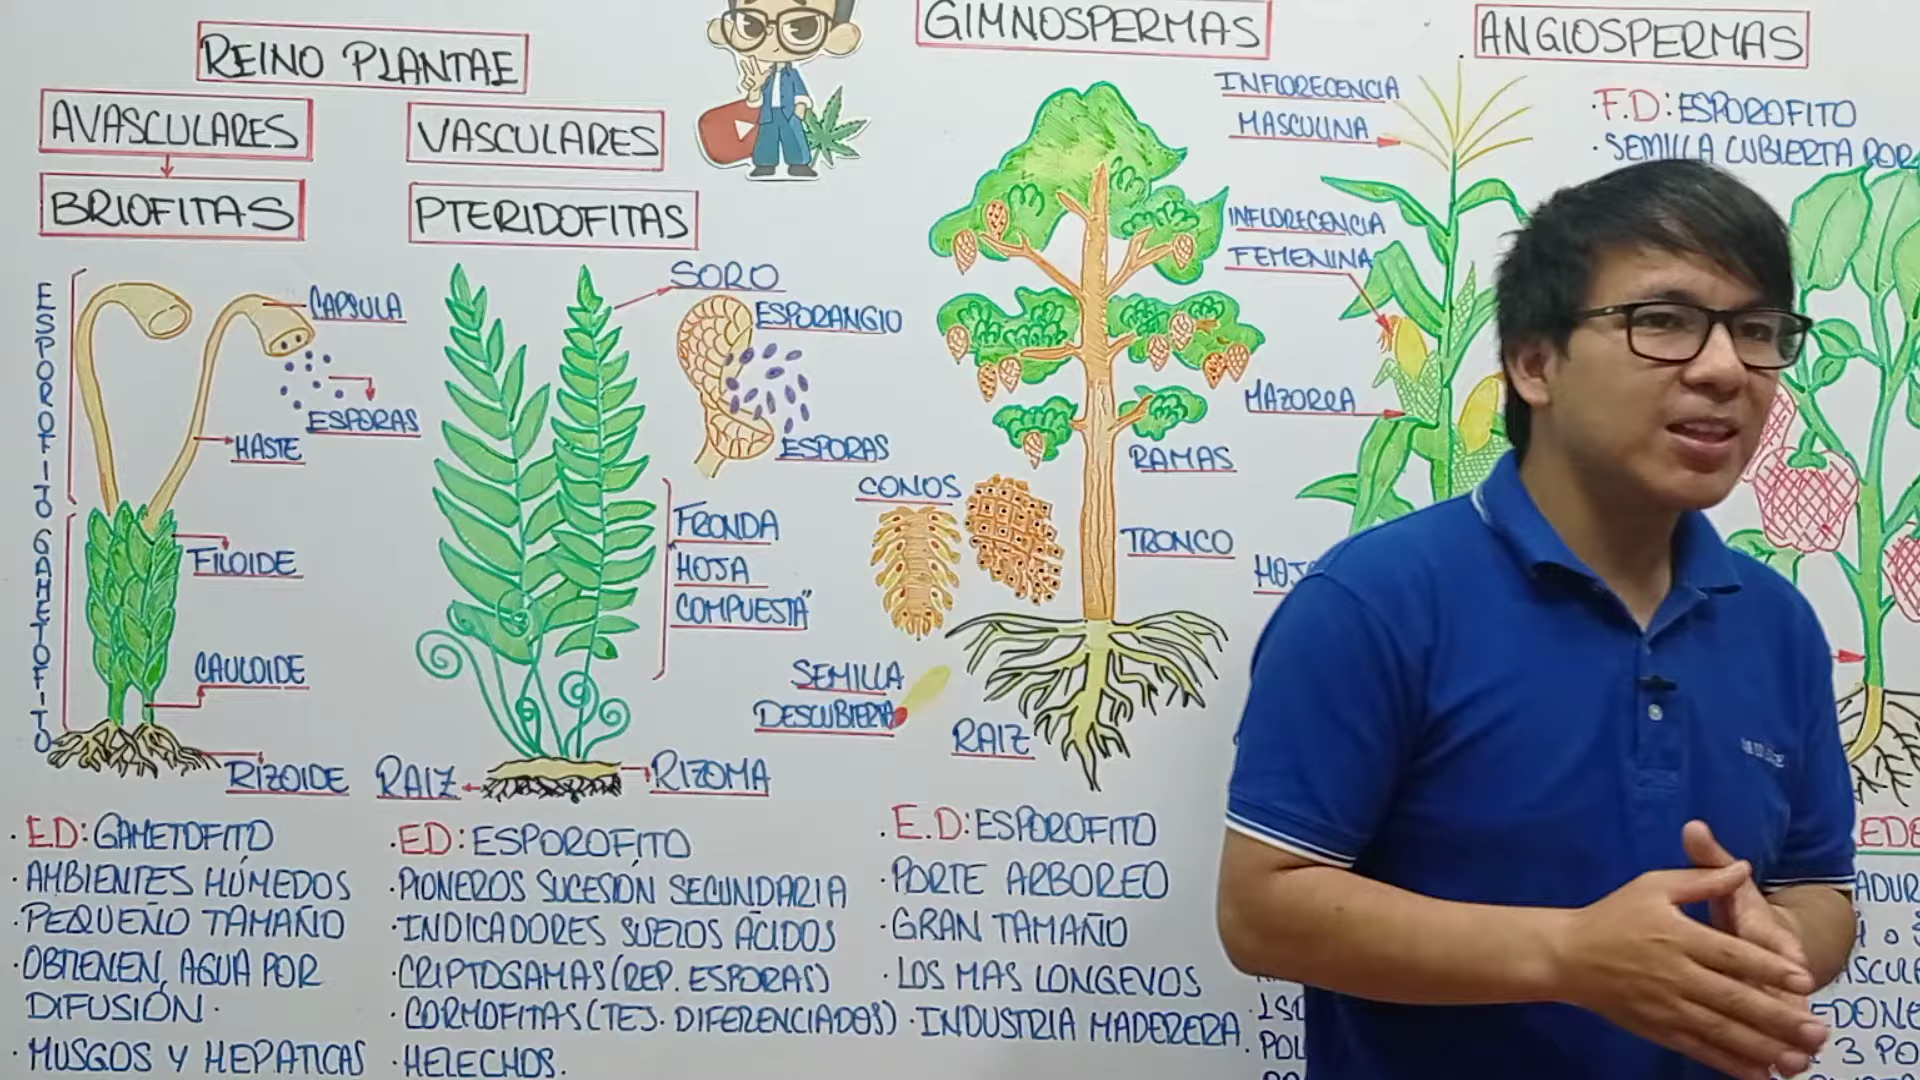 REINO PLANTAE
AVASCULARES
BRIOFITAS
ESPOROFITO
GAMETOFITO
CAPSULA
ESPORAS
HASTE
FILOIDE
CAULOIDE
RIZOIDE
· E.D: GAMETOFITO
· AMBIENTES HÚMEDOS
· PEQUEÑO TAMAÑO
· OBTIENEN AGUA POR
DIFUSIÓN.
· MUSGOS Y HEPATICAS
VASCULARES
PTERIDOFITAS
SORO
ESPORANGIO
ESPORAS
FRONDA
"HOJA
COMPUESTA"
RAIZ
RIZOMA
· ED: ESPOROFITO
· PIONEROS SUCESIÓN SECUNDARIA
· INDICADORES SUELOS ÁCIDOS
· CRIPTOGAMAS (REP. ESPORAS)
· CORMOFITAS (TEJ. DIFERENCIADOS)
· HELECHOS.
GIMNOSPERMAS
RAMAS
CONOS
TRONCO
SEMILLA
DESCUBIERTA
RAIZ
· E.D: ESPOROFITO
· PORTE ARBOREO
· GRAN TAMAÑO
· LOS MAS LONGEVOS
· INDUSTRIA MADERERA
ANGIOSPERMAS
INFLORECENCIA
MASCULINA
· F.D: ESPOROFITO
· SEMILLA CUBIERTA POR
INFLORECENCIA
FEMENINA
MAZORCA